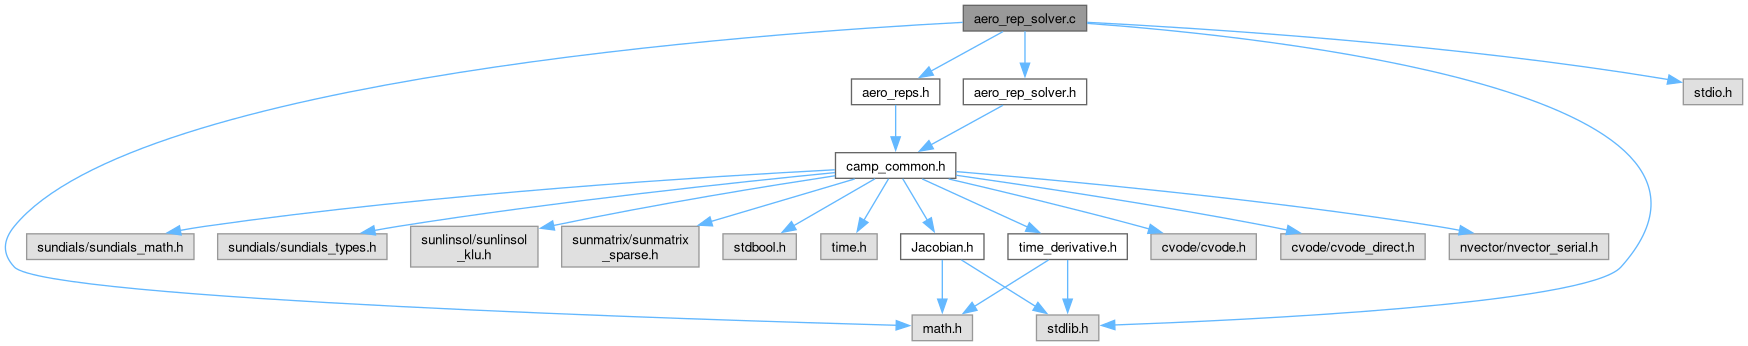 aero_rep_solver.c
aero_reps.h
aero_rep_solver.h
stdio.h
camp_common.h
sundials/sundials_math.h
sundials/sundials_types.h
sunlinsol/sunlinsol
_klu.h
sunmatrix/sunmatrix
_sparse.h
stdbool.h
time.h
Jacobian.h
time_derivative.h
cvode/cvode.h
cvode/cvode_direct.h
nvector/nvector_serial.h
math.h
stdlib.h